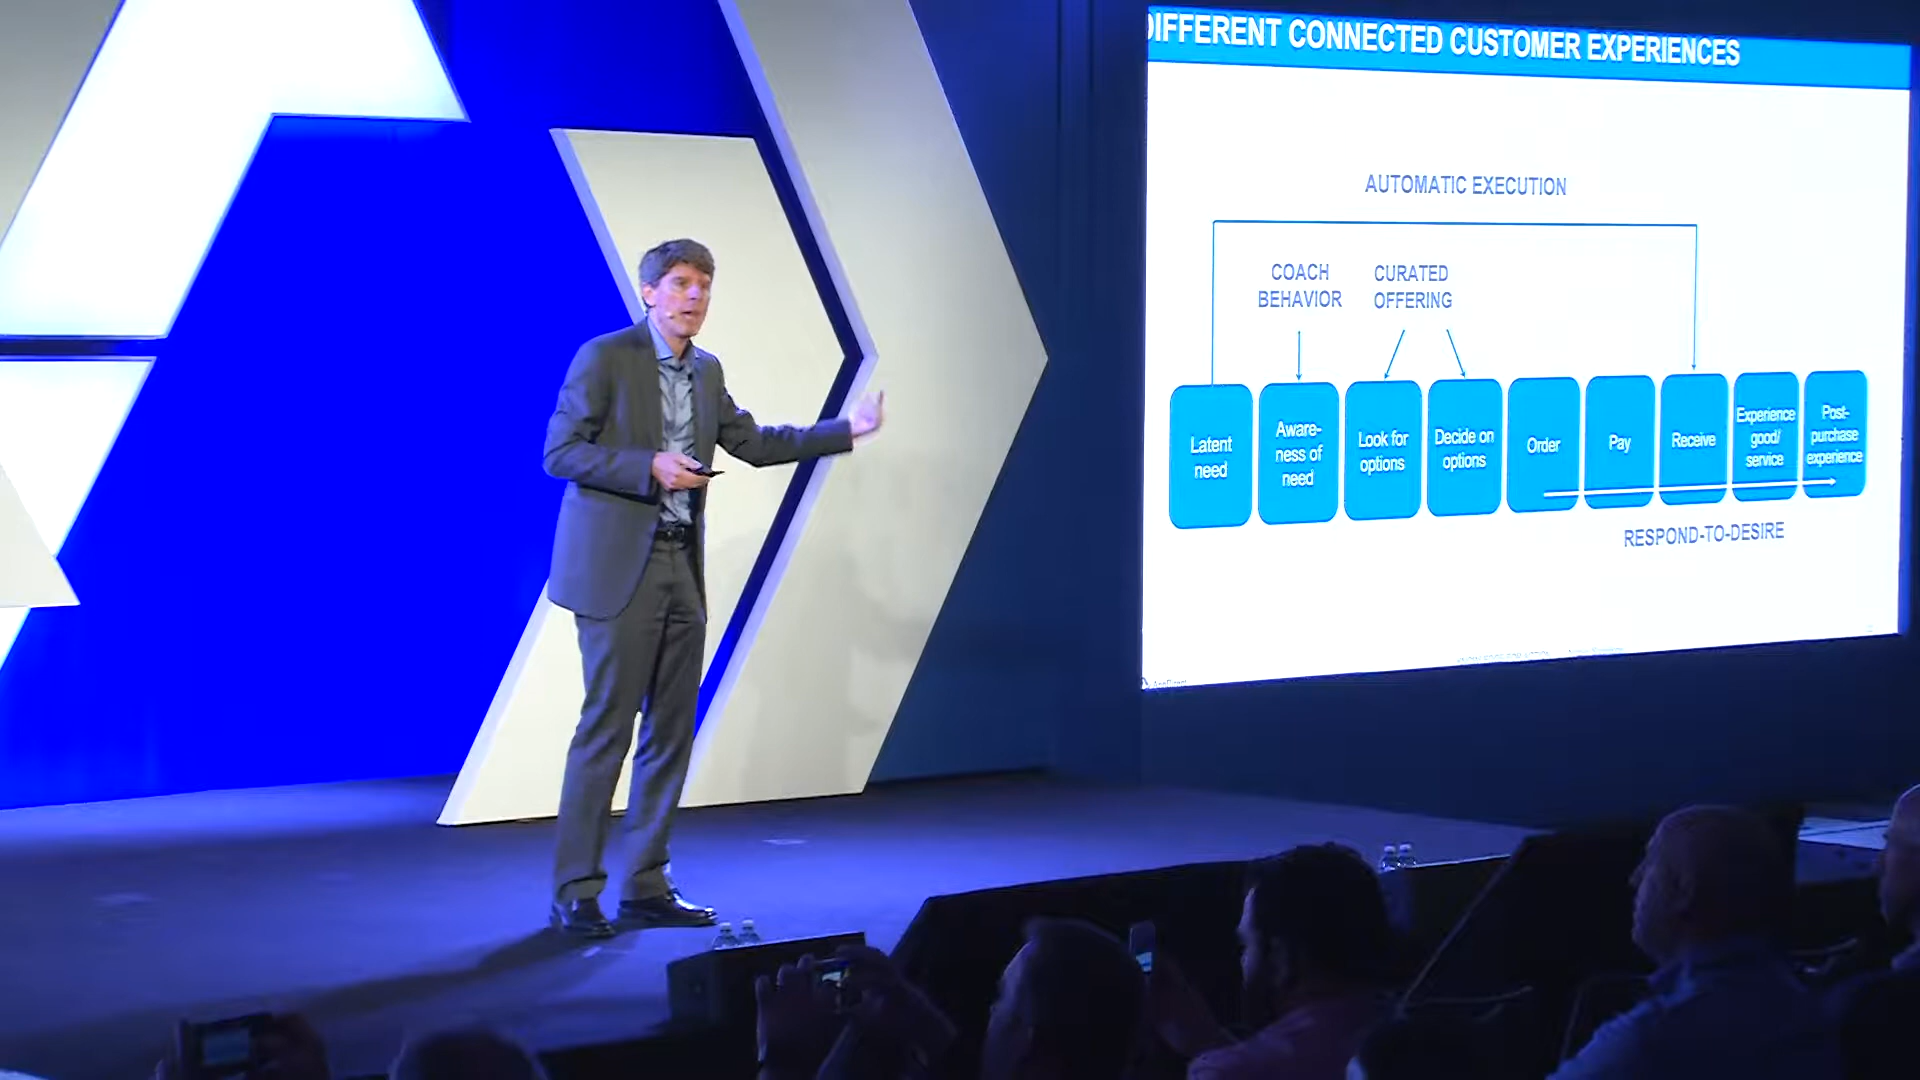 DIFFERENT CONNECTED CUSTOMER EXPERIENCES
AUTOMATIC EXECUTION
COACH
BEHAVIOR
CURATED
OFFERING
Latent
need
Aware-
ness of
need
Look for
options
Decide on
options
Order
Pay
Receive
Experience
good/
service
Post-
purchase
experience
RESPOND-TO-DESIRE